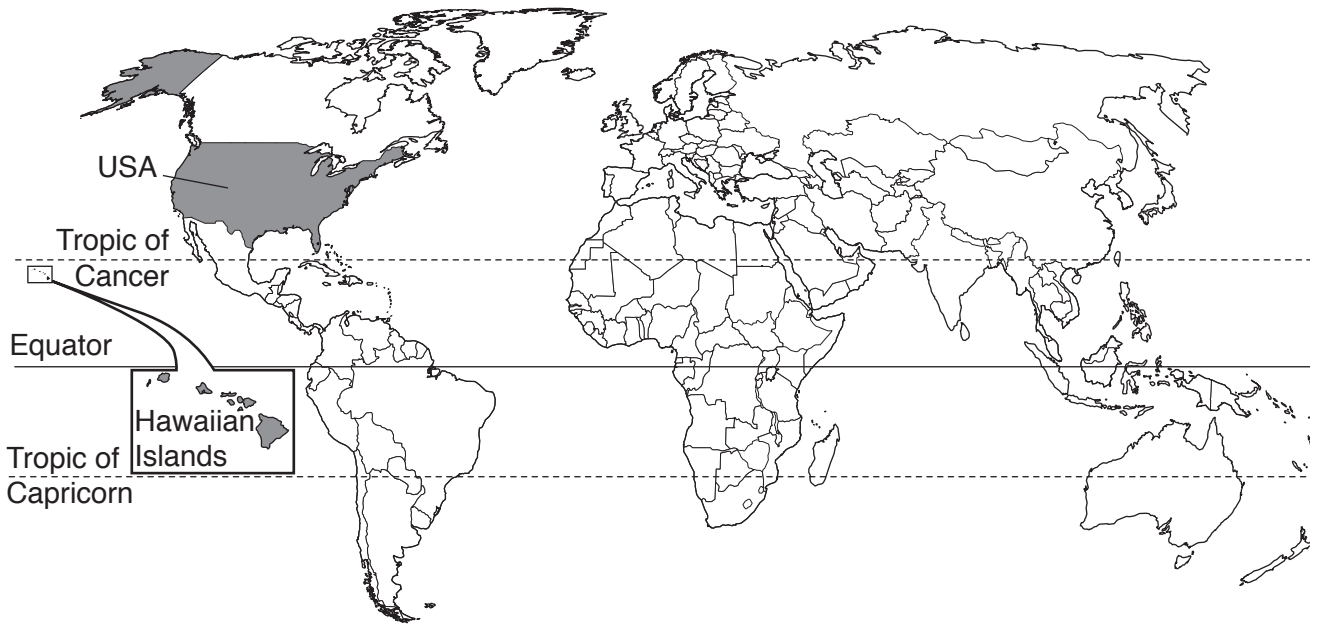 USA
Tropic of
Cancer
Equator
Hawaiian
Islands
Tropic of
Capricorn